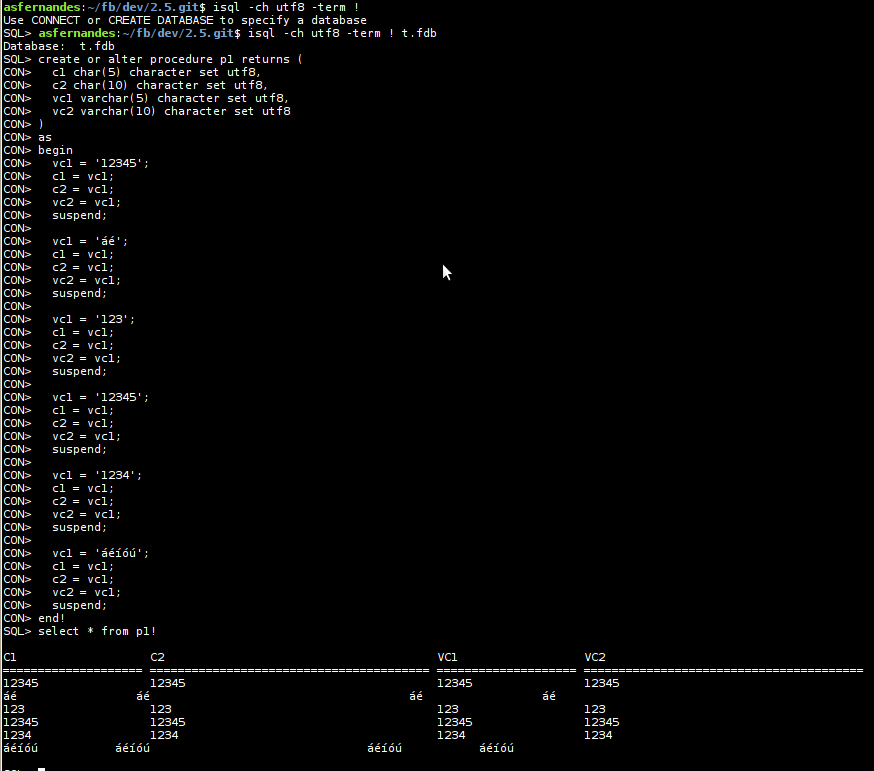 asfernandes:~/fb/dev/2.5.git$ isql -ch utf8 -term !
Use CONNECT or CREATE DATABASE to specify a database
SQL> asfernandes:~/fb/dev/2.5.git$ isql -ch utf8 -term ! t.fdb
Database:  t.fdb
SQL> create or alter procedure p1 returns (
CON>   c1 char(5) character set utf8,
CON>   c2 char(10) character set utf8,
CON>   vc1 varchar(5) character set utf8,
CON>   vc2 varchar(10) character set utf8
CON> )
CON> as
CON> begin
CON>   vc1 = '12345';
CON>   c1 = vc1;
CON>   c2 = vc1;
CON>   vc2 = vc1;
CON>   suspend;
CON>
CON>   vc1 = 'áé';
CON>   c1 = vc1;
CON>   c2 = vc1;
CON>   vc2 = vc1;
CON>   suspend;
CON>
CON>   vc1 = '123';
CON>   c1 = vc1;
CON>   c2 = vc1;
CON>   vc2 = vc1;
CON>   suspend;
CON>
CON>   vc1 = '12345';
CON>   c1 = vc1;
CON>   c2 = vc1;
CON>   vc2 = vc1;
CON>   suspend;
CON>
CON>   vc1 = '1234';
CON>   c1 = vc1;
CON>   c2 = vc1;
CON>   vc2 = vc1;
CON>   suspend;
CON>
CON>   vc1 = 'áéíóú';
CON>   c1 = vc1;
CON>   c2 = vc1;
CON>   vc2 = vc1;
CON>   suspend;
CON> end!
SQL> select * from p1!

C1                   C2                                       VC1                  VC2
==================== ======================================== ==================== ========================================
12345                12345                                    12345                12345
áé                 áé                                     áé                 áé
123                  123                                      123                  123
12345                12345                                    12345                12345
1234                 1234                                     1234                 1234
áéíóú           áéíóú                               áéíóú           áéíóú